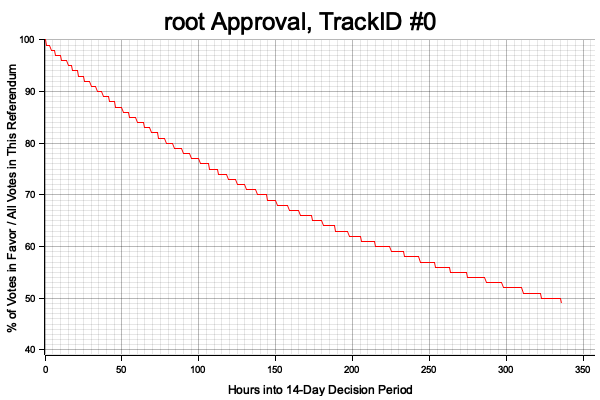 root Approval, TrackID #0
% of Votes in Favor / All Votes in This Referendum
100
90
80
70
60
50
40
0 50 100 150 200 250 300 350
Hours into 14-Day Decision Period